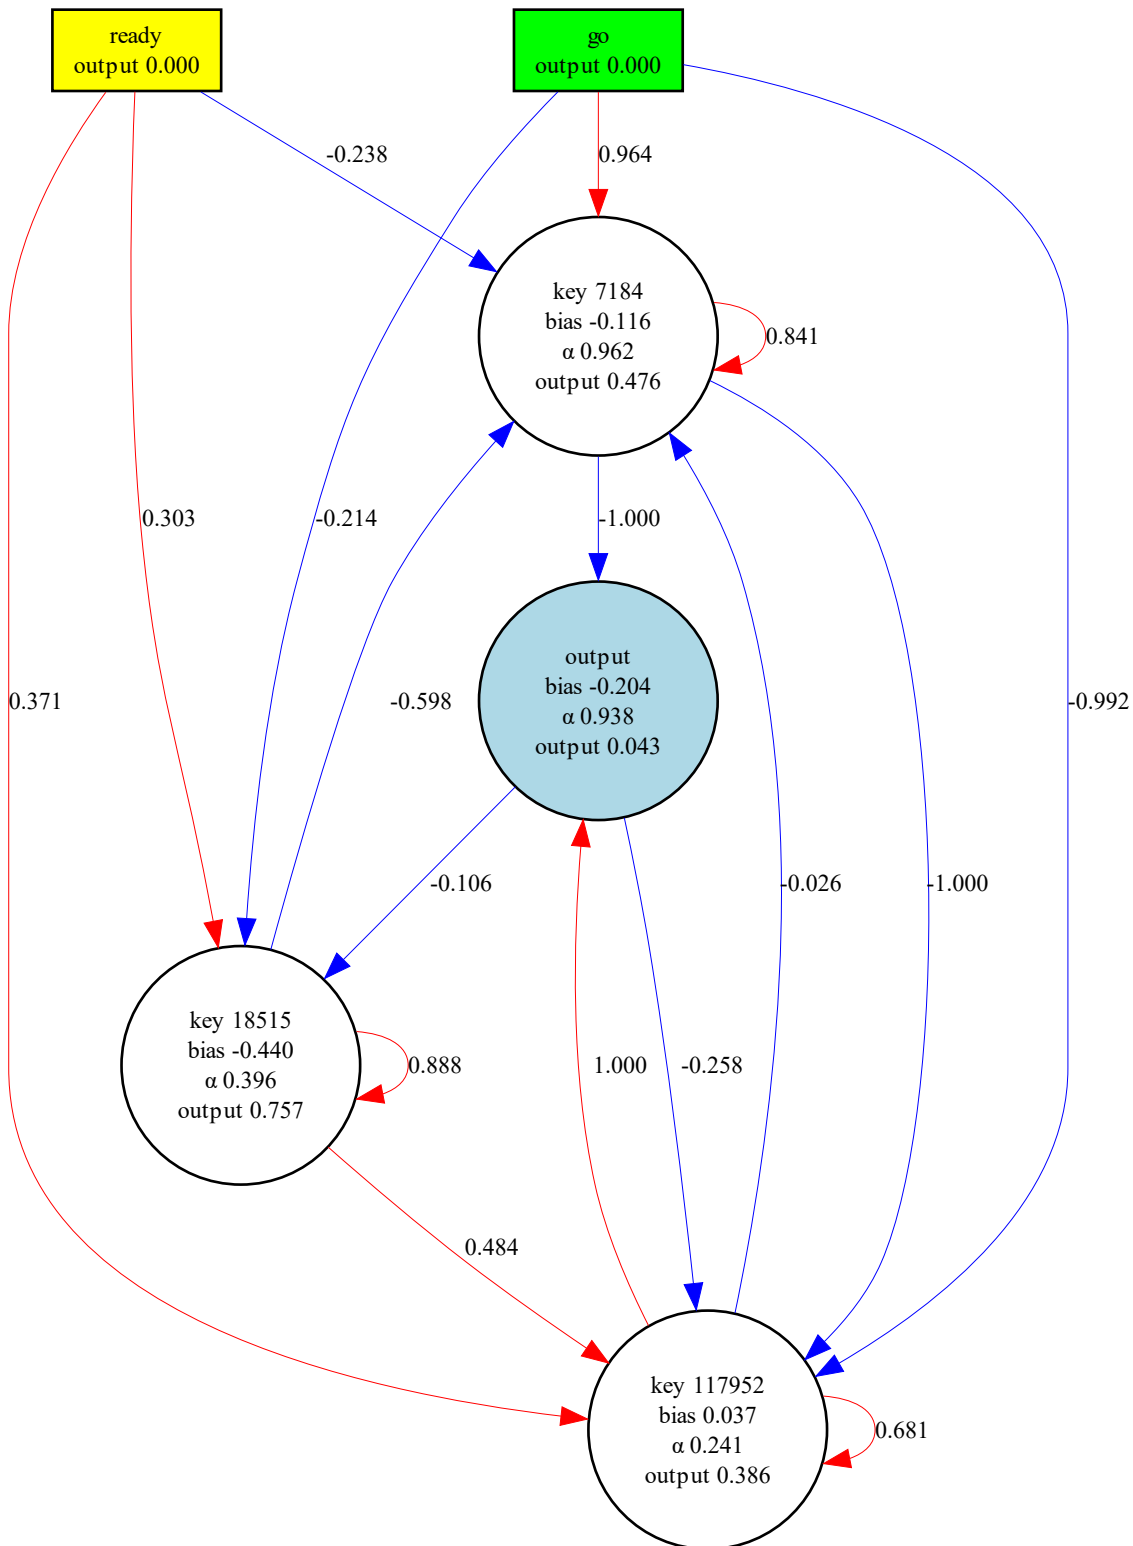 ready
output 0.000
go
output 0.000
-0.238
0.964
key 7184
bias -0.116
α 0.962
output 0.476
0.841
0.303
-0.214
-1.000
output
bias -0.204
α 0.938
output 0.043
0.371
-0.598
-0.992
-0.106
-0.026
-1.000
key 18515
bias -0.440
α 0.396
output 0.757
0.888
1.000
-0.258
0.484
key 117952
bias 0.037
α 0.241
output 0.386
0.681